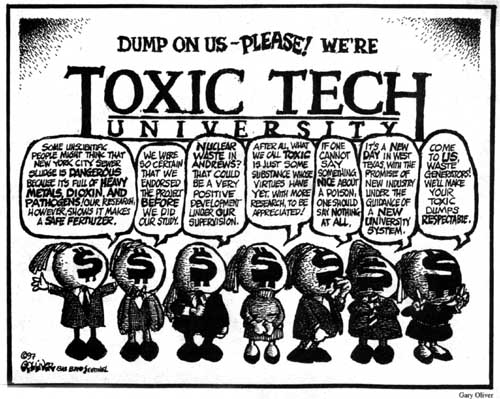 DUMP ON US - PLEASE! WE'RE
TOXIC TECH
UNIVERSITY
SOME UNSCIENTIFIC
PEOPLE MIGHT THINK THAT
NEW YORK CITY SEWER
SLUDGE IS DANGEROUS
BECAUSE IT'S FULL OF HEAVY
METALS, DIOXIN, AND
PATHOGENS! OUR RESEARCH,
HOWEVER, SHOWS IT MAKES
A SAFE FERTILIZER.
WE WERE
SO CERTAIN
THAT WE
ENDORSED
THE PROJECT
BEFORE
WE DID
OUR STUDY.
NUCLEAR
WASTE IN
ANDREWS?
THAT COULD
BE A VERY
POSITIVE
DEVELOPMENT
UNDER OUR
SUPERVISION.
AFTER ALL, WHAT
WE CALL TOXIC
IS JUST SOME
SUBSTANCE WHOSE
VIRTUES HAVE
YET, WITH MORE
RESEARCH, TO BE
APPRECIATED!
IF ONE
CANNOT
SAY
SOMETHING
NICE ABOUT
A POISON,
ONE SHOULD
SAY NOTHING
AT ALL.
IT'S A NEW
DAY IN WEST
TEXAS, WITH THE
PROMISE OF
NEW INDUSTRY
UNDER THE
GUIDANCE OF
A NEW
UNIVERSITY
SYSTEM.
COME
TO US,
WASTE
GENERATORS!
WE'LL MAKE
YOUR
TOXIC
DUMPS
RESPECTABLE.
$ $ $ $ $ $ $
©97
BIG BEND SENTINEL
Gary Oliver